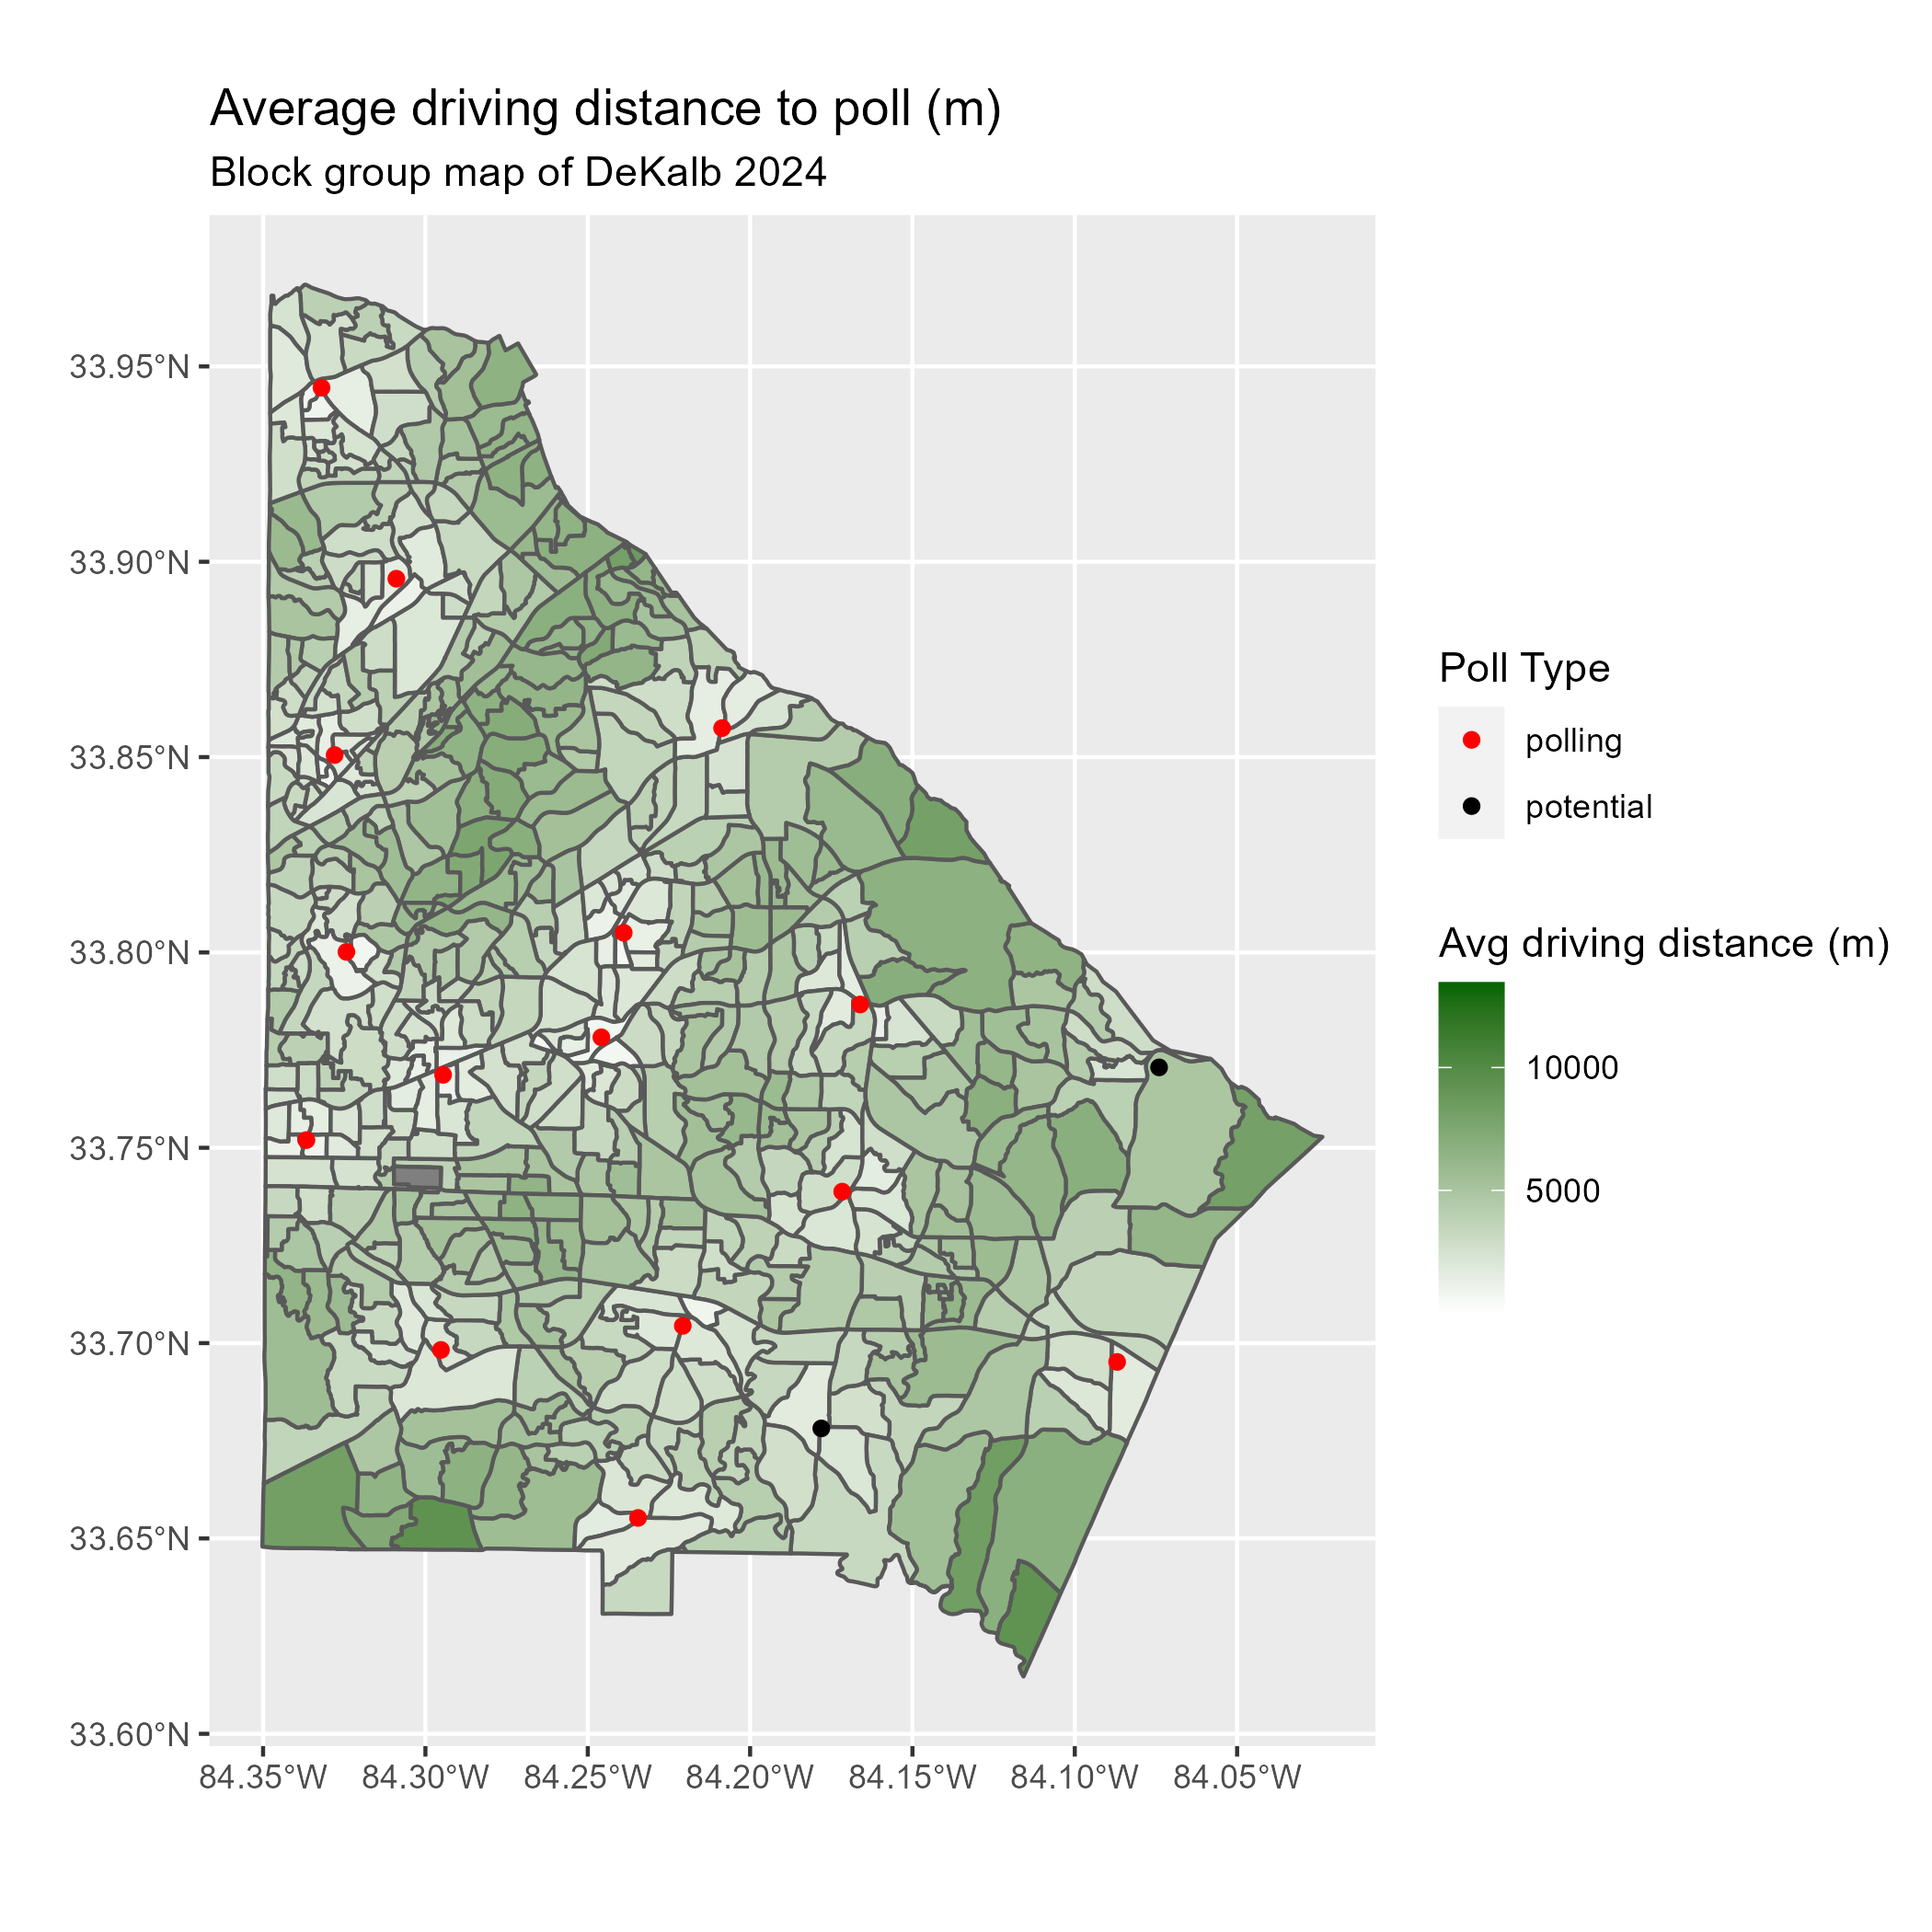 Average driving distance to poll (m)
Block group map of DeKalb 2024
33.95°N
33.90°N
33.85°N
33.80°N
33.75°N
33.70°N
33.65°N
33.60°N
84.35°W 84.30°W 84.25°W 84.20°W 84.15°W 84.10°W 84.05°W
Poll Type
polling
potential
Avg driving distance (m)
10000
5000